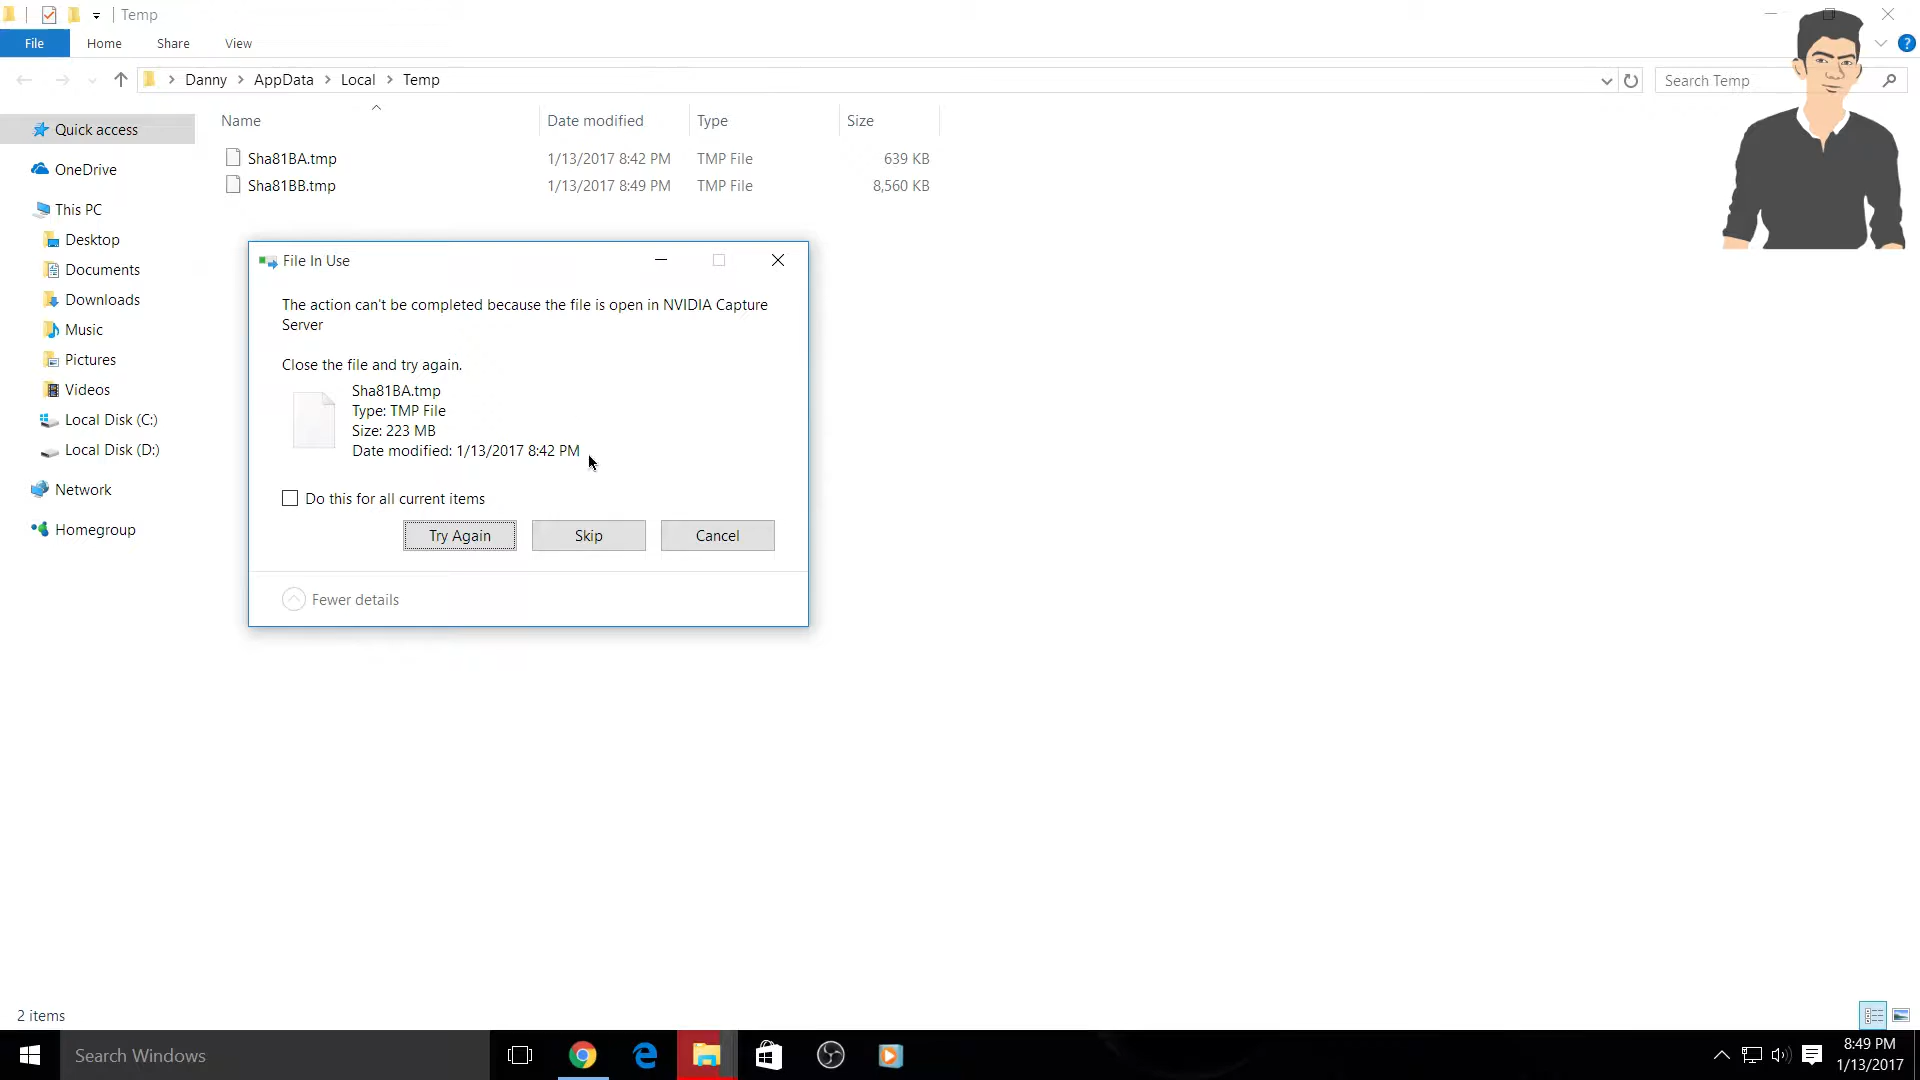 Temp
File Home Share View
Danny AppData Local Temp
Search Temp
Name Date modified Type Size
Sha81BA.tmp 1/13/2017 8:42 PM TMP File 639 KB
Sha81BB.tmp 1/13/2017 8:49 PM TMP File 8,560 KB
Quick access
OneDrive
This PC
Desktop
Documents
Downloads
Music
Pictures
Videos
Local Disk (C:)
Local Disk (D:)
Network
Homegroup
File In Use
The action can't be completed because the file is open in NVIDIA Capture
Server
Close the file and try again.
Sha81BA.tmp
Type: TMP File
Size: 223 MB
Date modified: 1/13/2017 8:42 PM
Do this for all current items
Try Again Skip Cancel
Fewer details
2 items
Search Windows
8:49 PM
1/13/2017